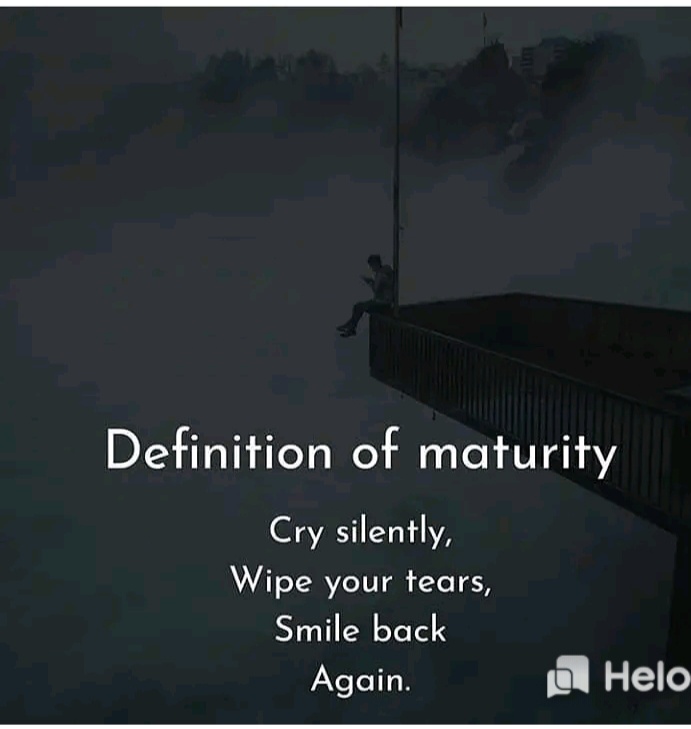 Definition of maturity
Cry silently,
Wipe your tears,
Smile back
Again.
Helo